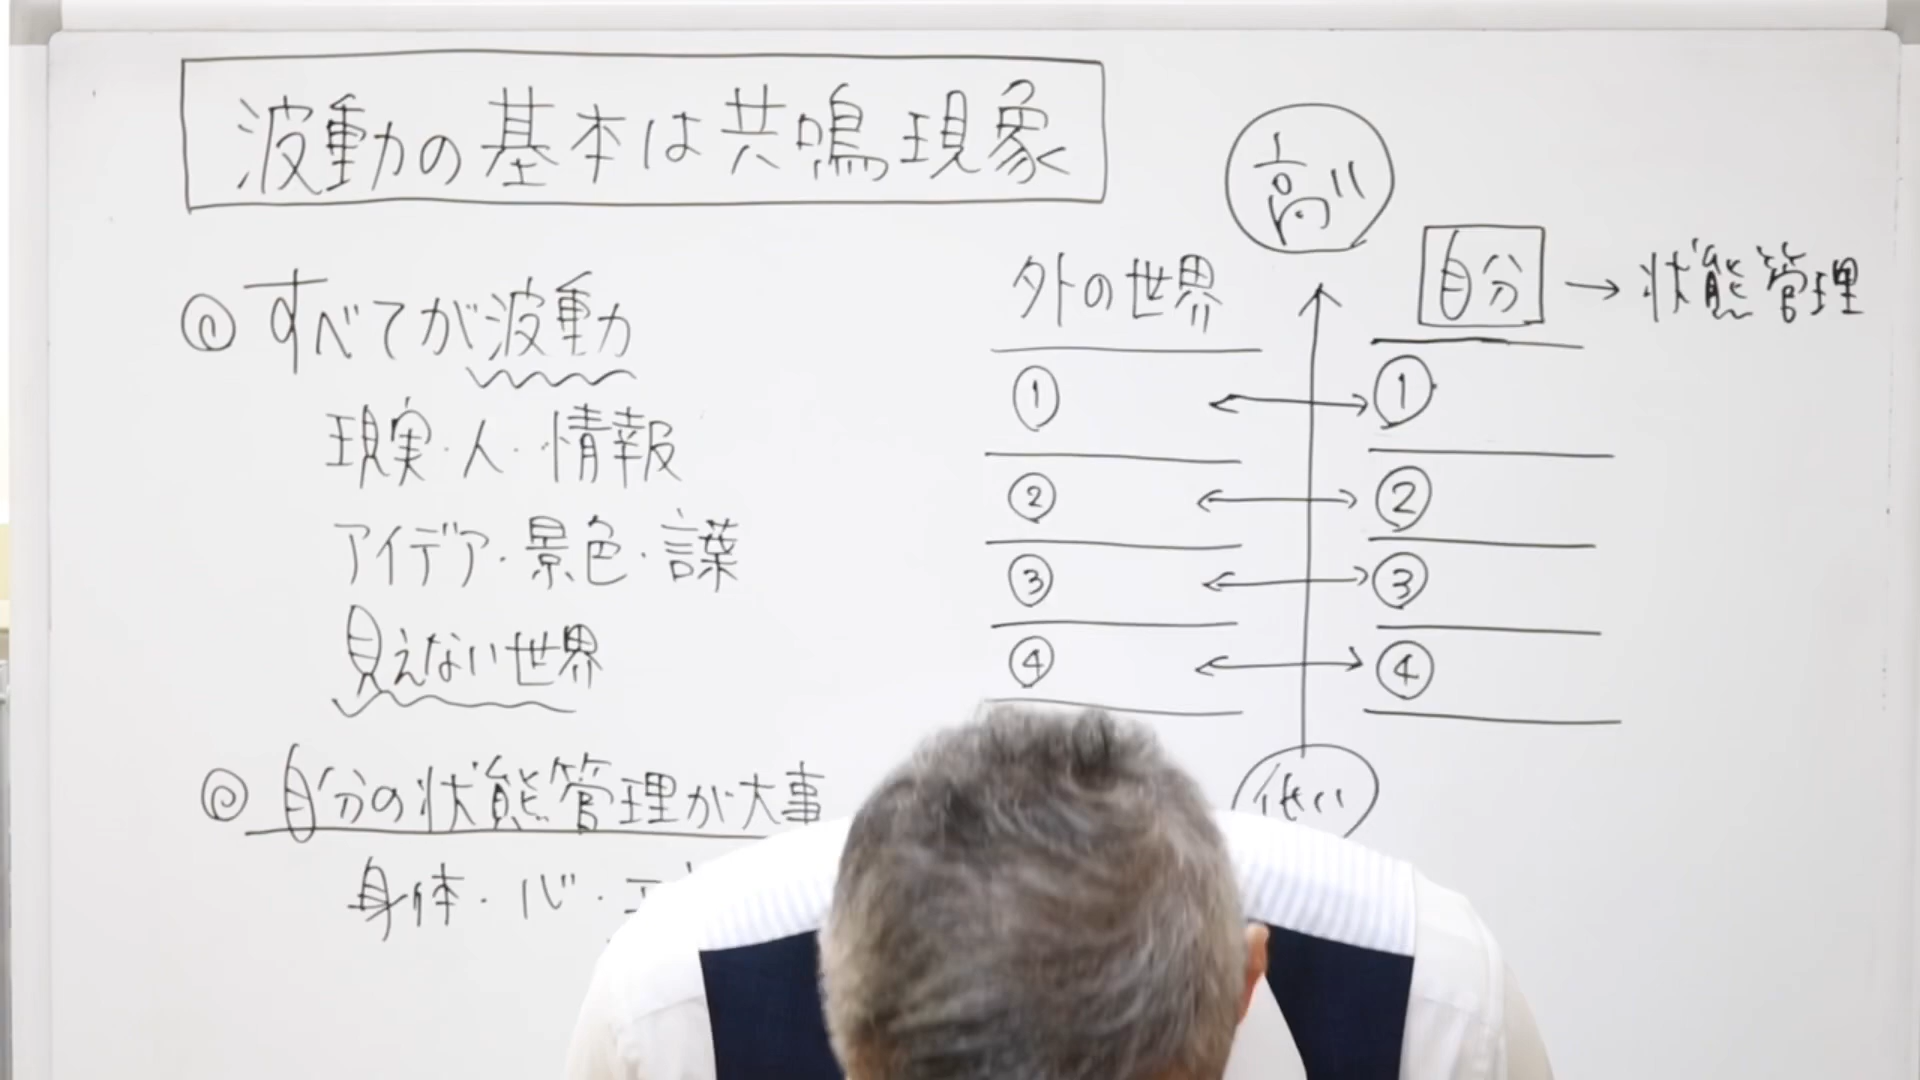 波動の基本は共鳴現象
◎ すべてが波動
現実・人・情報
アイデア・景色・言葉
見えない世界
◎ 自分の状態管理が大事
身体・心・エ
高い
外の世界
自分 → 状態管理
① ↔ ①
② ↔ ②
③ ↔ ③
④ ↔ ④
低い